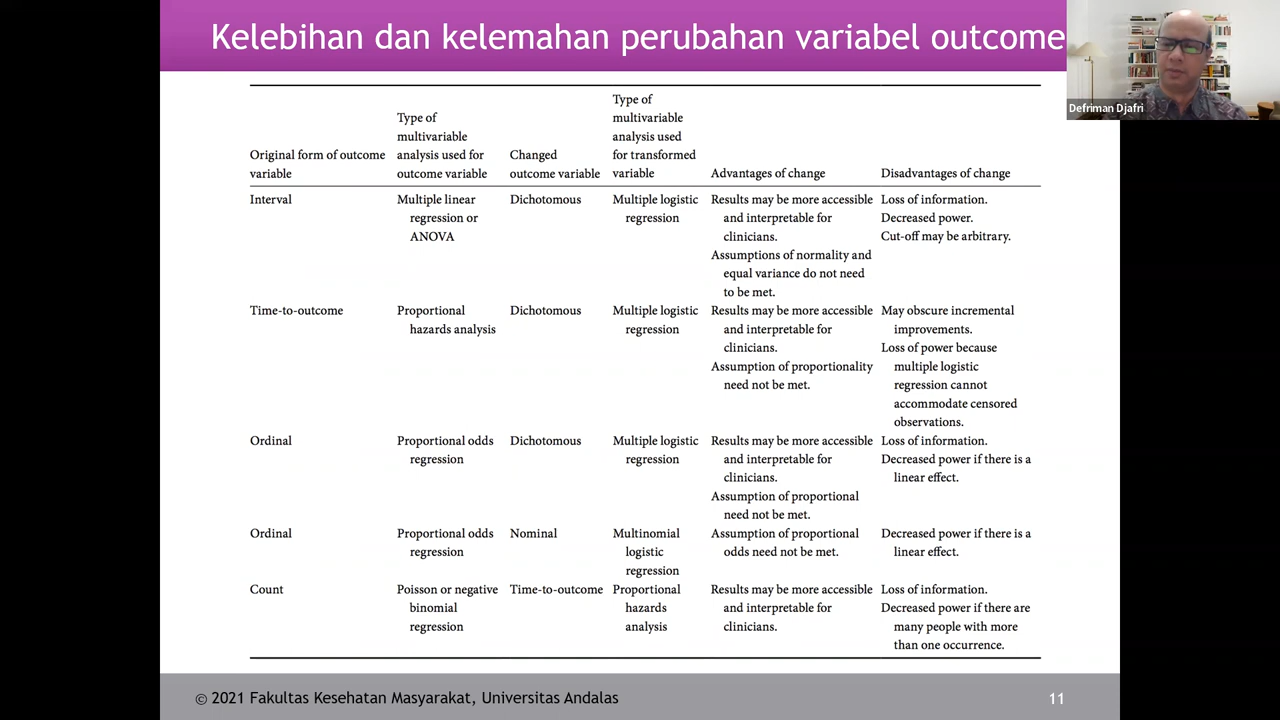 Kelebihan dan kelemahan perubahan variabel outcome
Defriman Djafri
Original form of outcome variable
Type of multivariable analysis used for outcome variable
Changed outcome variable
Type of multivariable analysis used for transformed variable
Advantages of change
Disadvantages of change
Interval
Multiple linear regression or ANOVA
Dichotomous
Multiple logistic regression
Results may be more accessible and interpretable for clinicians.
Assumptions of normality and equal variance do not need to be met.
Loss of information.
Decreased power.
Cut-off may be arbitrary.
Time-to-outcome
Proportional hazards analysis
Dichotomous
Multiple logistic regression
Results may be more accessible and interpretable for clinicians.
Assumption of proportionality need not be met.
May obscure incremental improvements.
Loss of power because multiple logistic regression cannot accommodate censored observations.
Ordinal
Proportional odds regression
Dichotomous
Multiple logistic regression
Results may be more accessible and interpretable for clinicians.
Assumption of proportional need not be met.
Loss of information.
Decreased power if there is a linear effect.
Ordinal
Proportional odds regression
Nominal
Multinomial logistic regression
Assumption of proportional odds need not be met.
Decreased power if there is a linear effect.
Count
Poisson or negative binomial regression
Time-to-outcome
Proportional hazards analysis
Results may be more accessible and interpretable for clinicians.
Loss of information.
Decreased power if there are many people with more than one occurrence.
© 2021 Fakultas Kesehatan Masyarakat, Universitas Andalas
11